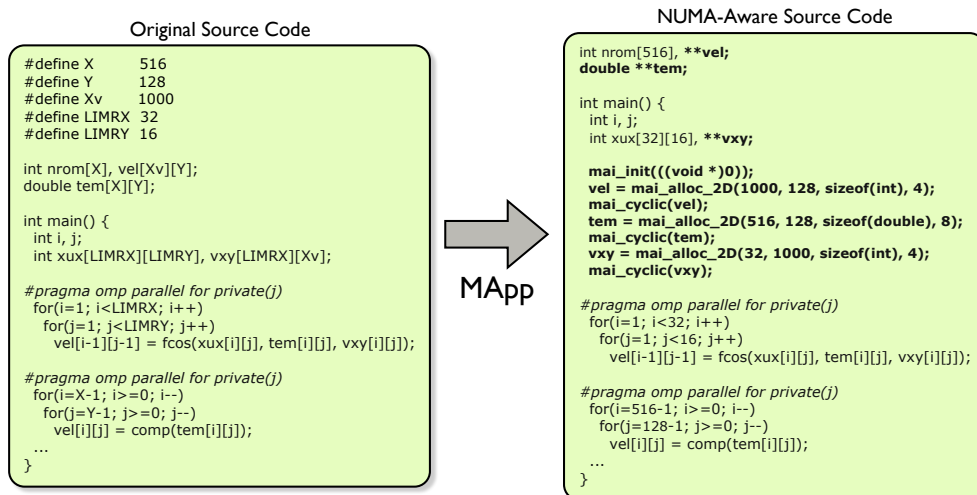 Original Source Code
#define X 516
#define Y 128
#define Xv 1000
#define LIMRX 32
#define LIMRY 16
int nrom[X], vel[Xv][Y];
double tem[X][Y];
int main() {
int i, j;
int xux[LIMRX][LIMRY], vxy[LIMRX][Xv];
#pragma omp parallel for private(j)
for(i=1; i<LIMRX; i++)
for(j=1; j<LIMRY; j++)
vel[i-1][j-1] = fcos(xux[i][j], tem[i][j], vxy[i][j]);
#pragma omp parallel for private(j)
for(i=X-1; i>=0; i--)
for(j=Y-1; j>=0; j--)
vel[i][j] = comp(tem[i][j]);
...
}
MApp
NUMA-Aware Source Code
int nrom[516], **vel;
double **tem;
int main() {
int i, j;
int xux[32][16], **vxy;
mai_init(((void *)0));
vel = mai_alloc_2D(1000, 128, sizeof(int), 4);
mai_cyclic(vel);
tem = mai_alloc_2D(516, 128, sizeof(double), 8);
mai_cyclic(tem);
vxy = mai_alloc_2D(32, 1000, sizeof(int), 4);
mai_cyclic(vxy);
#pragma omp parallel for private(j)
for(i=1; i<32; i++)
for(j=1; j<16; j++)
vel[i-1][j-1] = fcos(xux[i][j], tem[i][j], vxy[i][j]);
#pragma omp parallel for private(j)
for(i=516-1; i>=0; i--)
for(j=128-1; j>=0; j--)
vel[i][j] = comp(tem[i][j]);
...
}